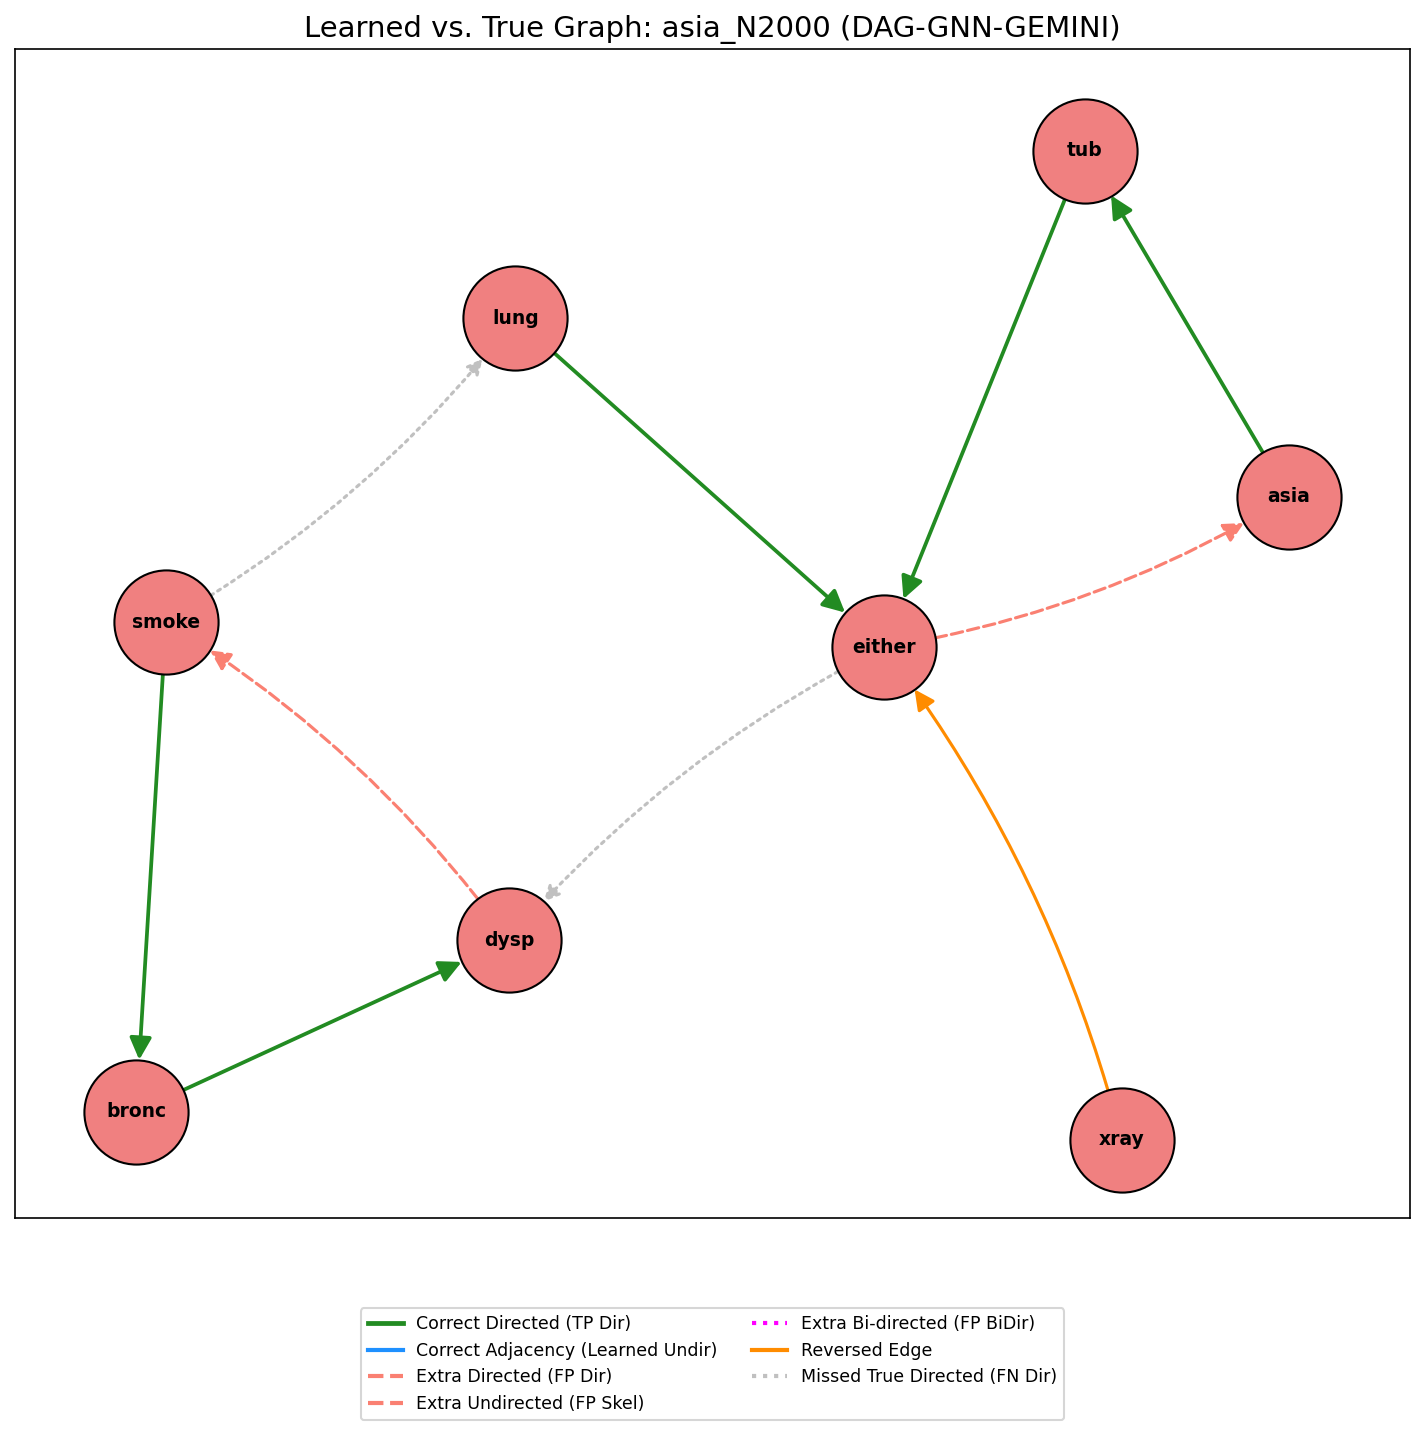 Learned vs. True Graph: asia_N2000 (DAG-GNN-GEMINI)
tub
lung
asia
smoke
either
dysp
bronc
xray
Correct Directed (TP Dir)
Correct Adjacency (Learned Undir)
Extra Directed (FP Dir)
Extra Undirected (FP Skel)
Extra Bi-directed (FP BiDir)
Reversed Edge
Missed True Directed (FN Dir)